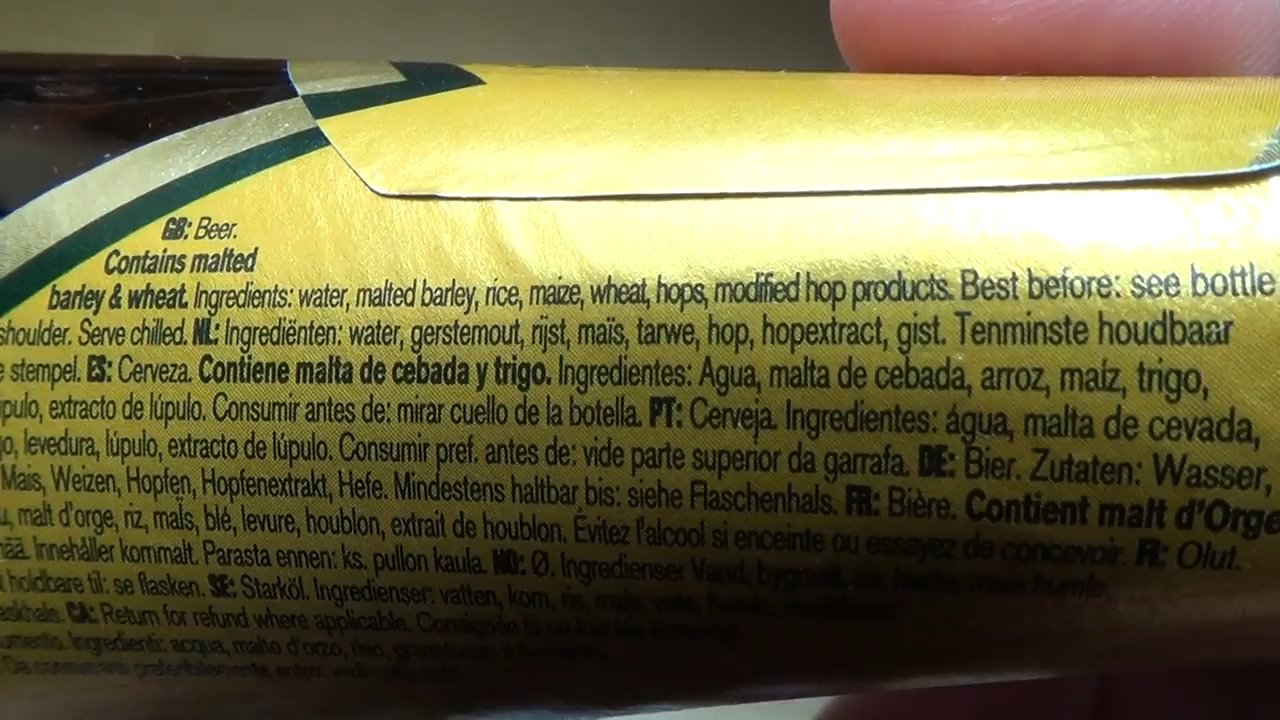 GB: Beer.
Contains malted
barley & wheat. Ingredients: water, malted barley, rice, maize, wheat, hops, modified hop products. Best before: see bottle
shoulder. Serve chilled. NL: Ingrediënten: water, gerstemout, rijst, maïs, tarwe, hop, hopextract, gist. Tenminste houdbaar
stempel. ES: Cerveza. Contiene malta de cebada y trigo. Ingredientes: Agua, malta de cebada, arroz, maíz, trigo,
extracto de lúpulo. Consumir antes de: mirar cuello de la botella. PT: Cerveja. Ingredientes: água, malta de cevada,
levedura, lúpulo, extracto de lúpulo. Consumir pref. antes de: vide parte superior da garrafa. DE: Bier. Zutaten: Wasser,
Mais, Weizen, Hopfen, Hopfenextrakt, Hefe. Mindestens haltbar bis: siehe Flaschenhals. FR: Bière. Contient malt d'Orge
malt d'orge, riz, maïs, blé, levure, houblon, extrait de houblon. Évitez l'alcool si enceinte ou essayez de concevoir. FL: Olut.
Innehåller kornmalt. Parasta ennen: ks. pullon kaula. NO: Ø. Ingredienser Vand,
holdbare til: se flasken. SE: Starköl. Ingredienser: vatten, korn, ris,
CA: Return for refund where applicable. Consignée
Ingredienti: acqua, malto d'orzo, riso,